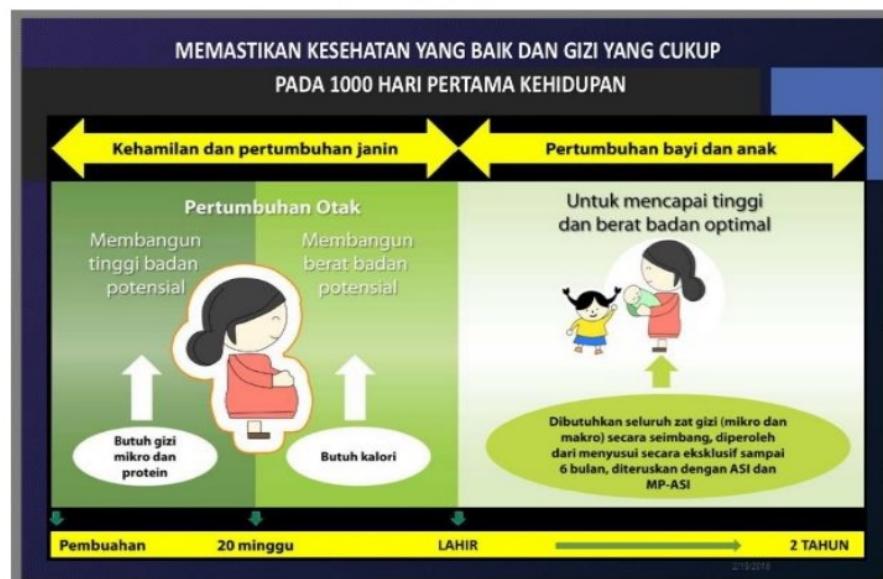 MEMASTIKAN KESEHATAN YANG BAIK DAN GIZI YANG CUKUP
PADA 1000 HARI PERTAMA KEHIDUPAN
Kehamilan dan pertumbuhan janin
Pertumbuhan bayi dan anak
Pertumbuhan Otak
Membangun
tinggi badan
potensial
Membangun
berat badan
potensial
Untuk mencapai tinggi
dan berat badan optimal
Butuh gizi
mikro dan
protein
Butuh kalori
Dibutuhkan seluruh zat gizi (mikro dan
makro) secara seimbang, diperoleh
dari menyusui secara eksklusif sampai
6 bulan, diteruskan dengan ASI dan
MP-ASI
Pembuahan
20 minggu
LAHIR
2 TAHUN